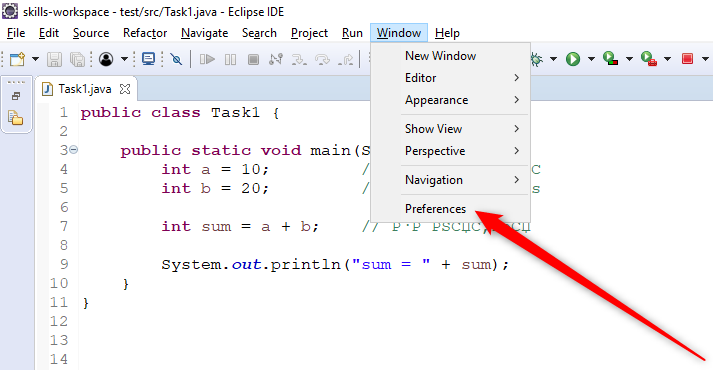 skills-workspace - test/src/Task1.java - Eclipse IDE
File Edit Source Refactor Navigate Search Project Run Window Help
New Window
Editor
Appearance
Show View
Perspective
Navigation
Preferences
Task1.java
1 public class Task1 {
2
3 public static void main(S
4 int a = 10; //
5 int b = 20; //
6
7 int sum = a + b; //
8
9 System.out.println("sum = " + sum);
10 }
11 }
12
13
14